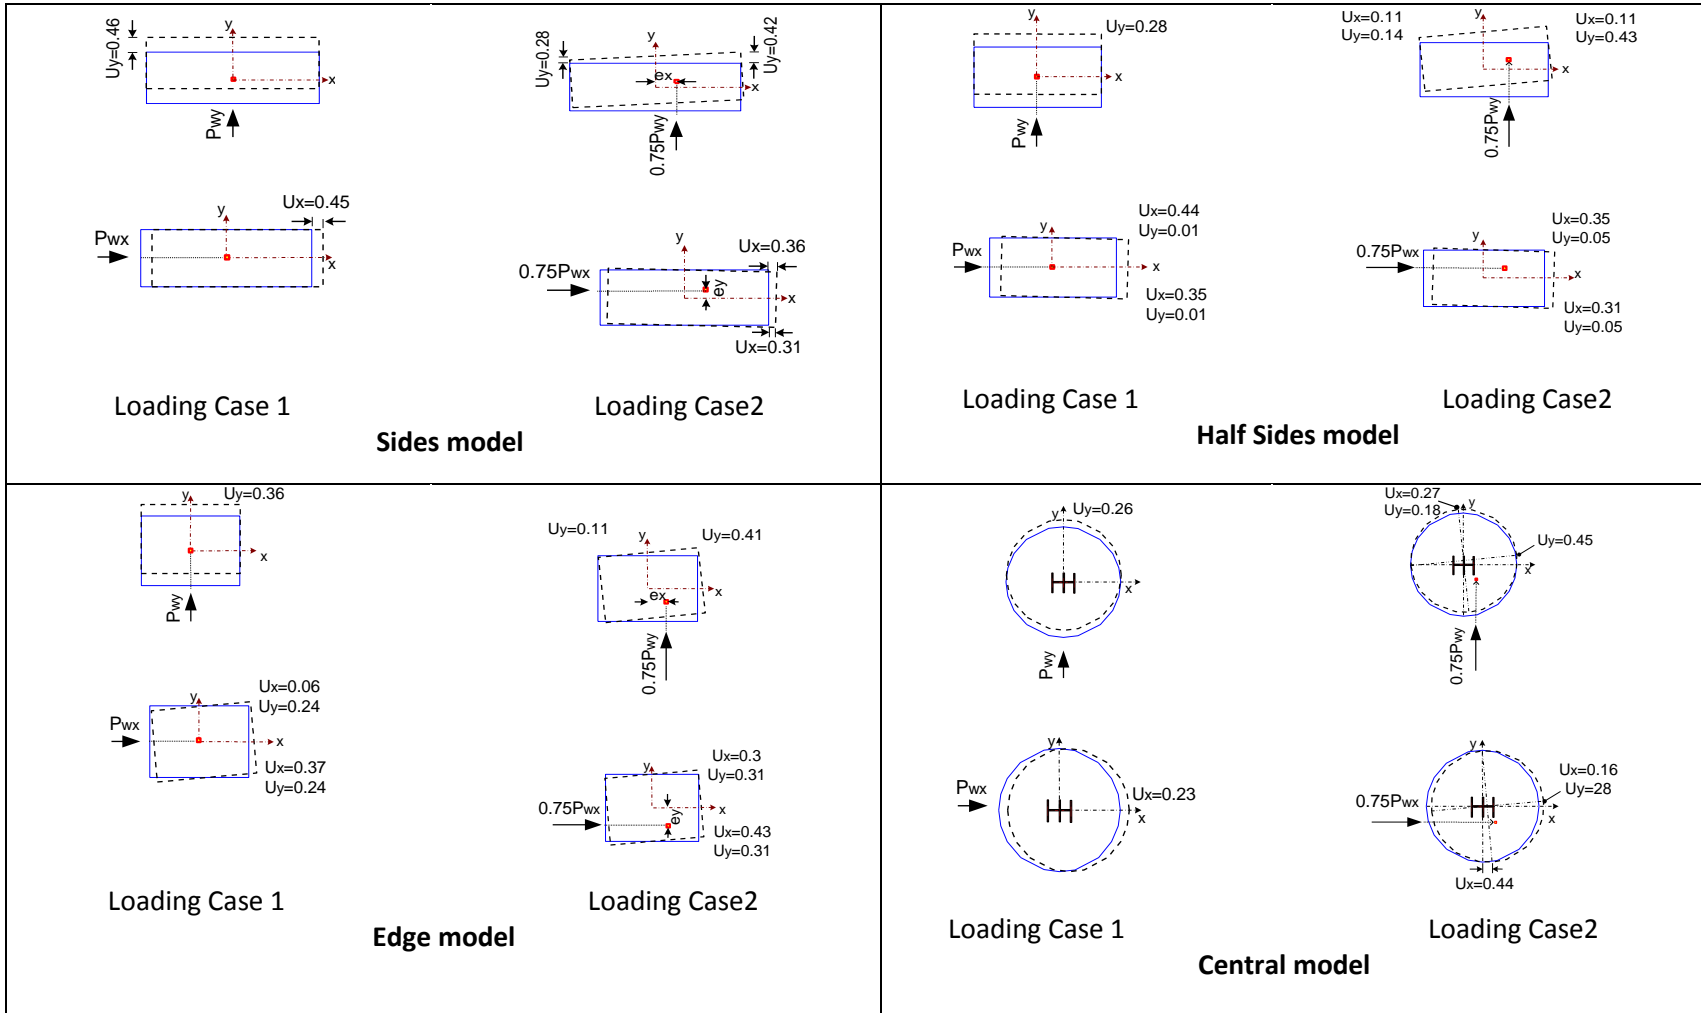 Uy=0.46
y
x
Pwy
Uy=0.28
Uy=0.42
y
ex
x
0.75Pwy
Ux=0.45
y
Pwx
x
y
Ux=0.36
0.75Pwx
ey
x
Ux=0.31
Loading Case 1
Loading Case2
Sides model
y
Uy=0.28
x
Pwy
Ux=0.11
Uy=0.14
y
Ux=0.11
Uy=0.43
x
0.75Pwy
Ux=0.44
Uy=0.01
y
Pwx
x
Ux=0.35
Uy=0.01
Ux=0.35
Uy=0.05
y
0.75Pwx
x
Ux=0.31
Uy=0.05
Loading Case 1
Loading Case2
Half Sides model
y
Uy=0.36
x
Pwy
Uy=0.11
y
Uy=0.41
x
ex
0.75Pwy
Ux=0.06
Uy=0.24
y
Pwx
x
Ux=0.37
Uy=0.24
Ux=0.3
Uy=0.31
y
0.75Pwx
x
ey
Ux=0.43
Uy=0.31
Loading Case 1
Loading Case2
Edge model
y
Uy=0.26
x
Pwy
Ux=0.27
Uy=0.18
y
Uy=0.45
x
0.75Pwy
y
Pwx
Ux=0.23
x
y
Ux=0.16
Uy=28
0.75Pwx
x
Ux=0.44
Loading Case 1
Loading Case2
Central model